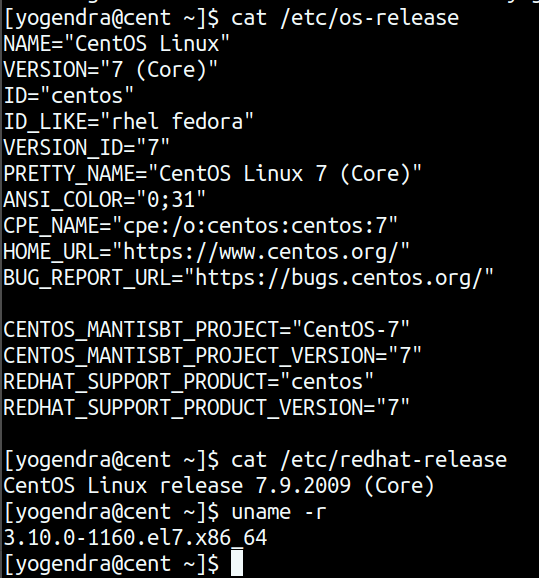 [yogendra@cent ~]$ cat /etc/os-release
NAME="CentOS Linux"
VERSION="7 (Core)"
ID="centos"
ID_LIKE="rhel fedora"
VERSION_ID="7"
PRETTY_NAME="CentOS Linux 7 (Core)"
ANSI_COLOR="0;31"
CPE_NAME="cpe:/o:centos:centos:7"
HOME_URL="https://www.centos.org/"
BUG_REPORT_URL="https://bugs.centos.org/"

CENTOS_MANTISBT_PROJECT="CentOS-7"
CENTOS_MANTISBT_PROJECT_VERSION="7"
REDHAT_SUPPORT_PRODUCT="centos"
REDHAT_SUPPORT_PRODUCT_VERSION="7"

[yogendra@cent ~]$ cat /etc/redhat-release
CentOS Linux release 7.9.2009 (Core)
[yogendra@cent ~]$ uname -r
3.10.0-1160.el7.x86_64
[yogendra@cent ~]$